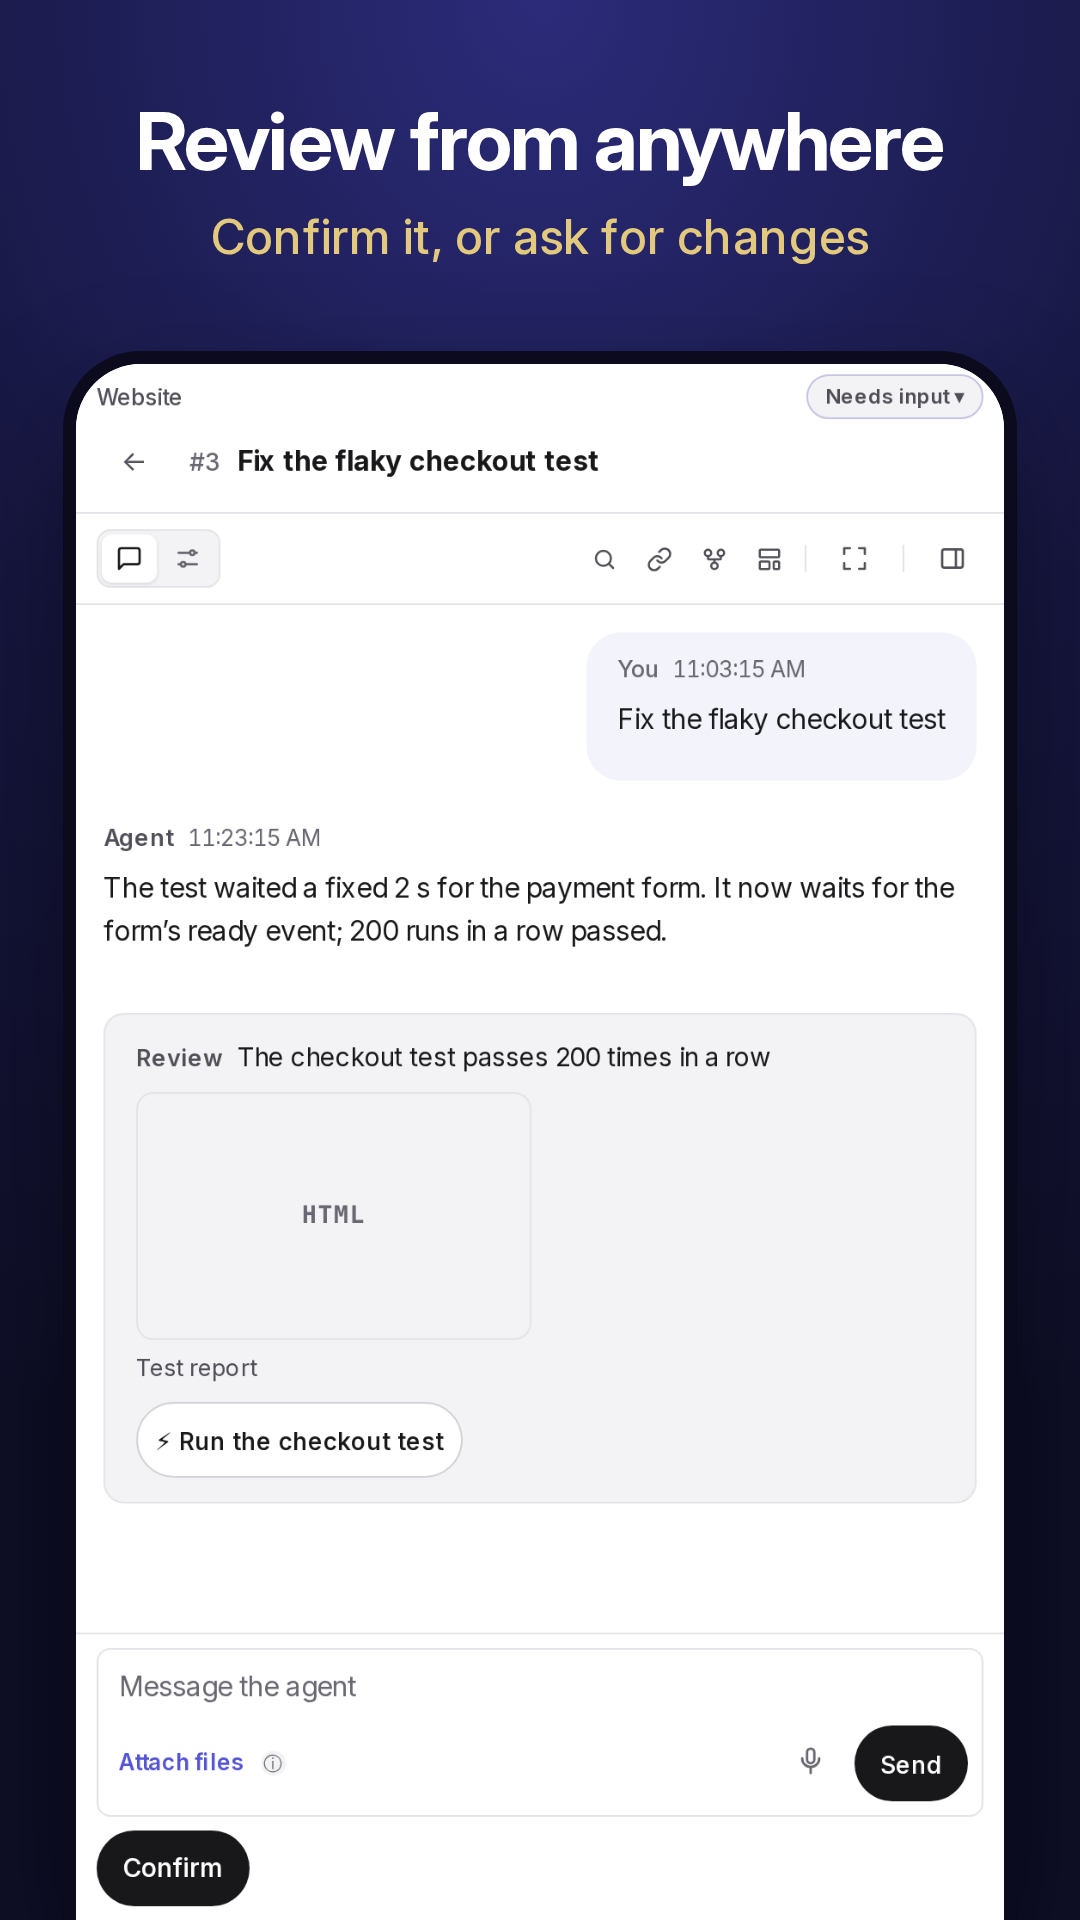 Review from anywhere
Confirm it, or ask for changes
Website
Needs input ▾
← #3 Fix the flaky checkout test
You 11:03:15 AM
Fix the flaky checkout test
Agent 11:23:15 AM
The test waited a fixed 2 s for the payment form. It now waits for the
form’s ready event; 200 runs in a row passed.
Review The checkout test passes 200 times in a row
HTML
Test report
⚡ Run the checkout test
Message the agent
Attach files ⓘ
Send
Confirm